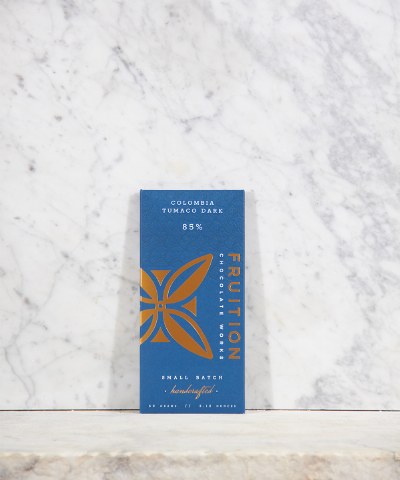 COLOMBIA
TUMACO DARK
85%
FRUITION
CHOCOLATE WORKS
SMALL BATCH
· handcrafted ·